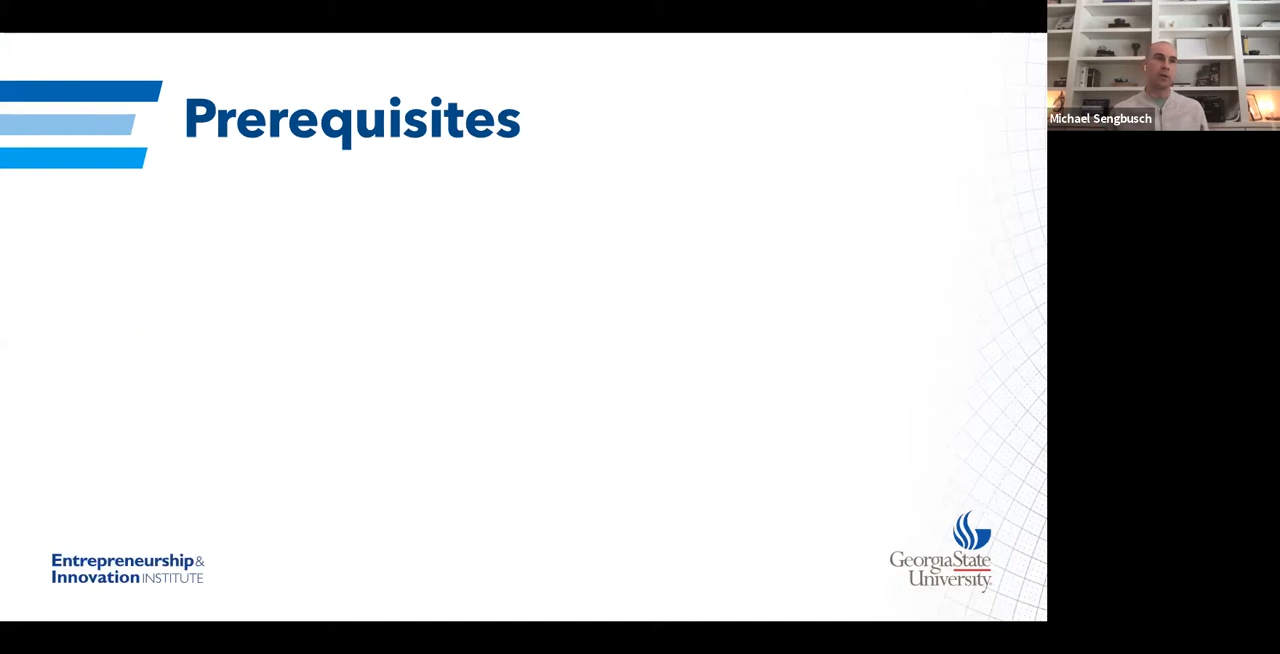 Prerequisites
Michael Sengbusch
Entrepreneurship&
Innovation INSTITUTE
GeorgiaState
University